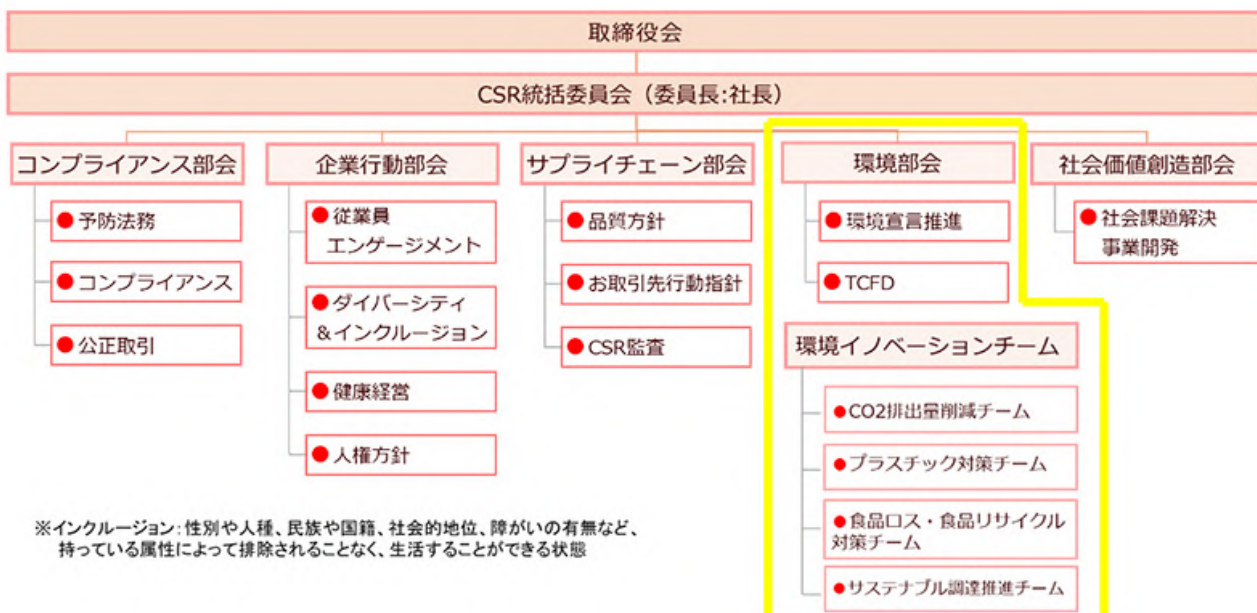 取締役会
CSR統括委員会（委員長:社長）
コンプライアンス部会
●予防法務
●コンプライアンス
●公正取引
企業行動部会
●従業員
エンゲージメント
●ダイバーシティ
＆インクルージョン
●健康経営
●人権方針
サプライチェーン部会
●品質方針
●お取引先行動指針
●CSR監査
環境部会
●環境宣言推進
●TCFD
環境イノベーションチーム
●CO2排出量削減チーム
●プラスチック対策チーム
●食品ロス・食品リサイクル
対策チーム
●サステナブル調達推進チーム
社会価値創造部会
●社会課題解決
事業開発
※インクルージョン：性別や人種、民族や国籍、社会的地位、障がいの有無など、
持っている属性によって排除されることなく、生活することができる状態